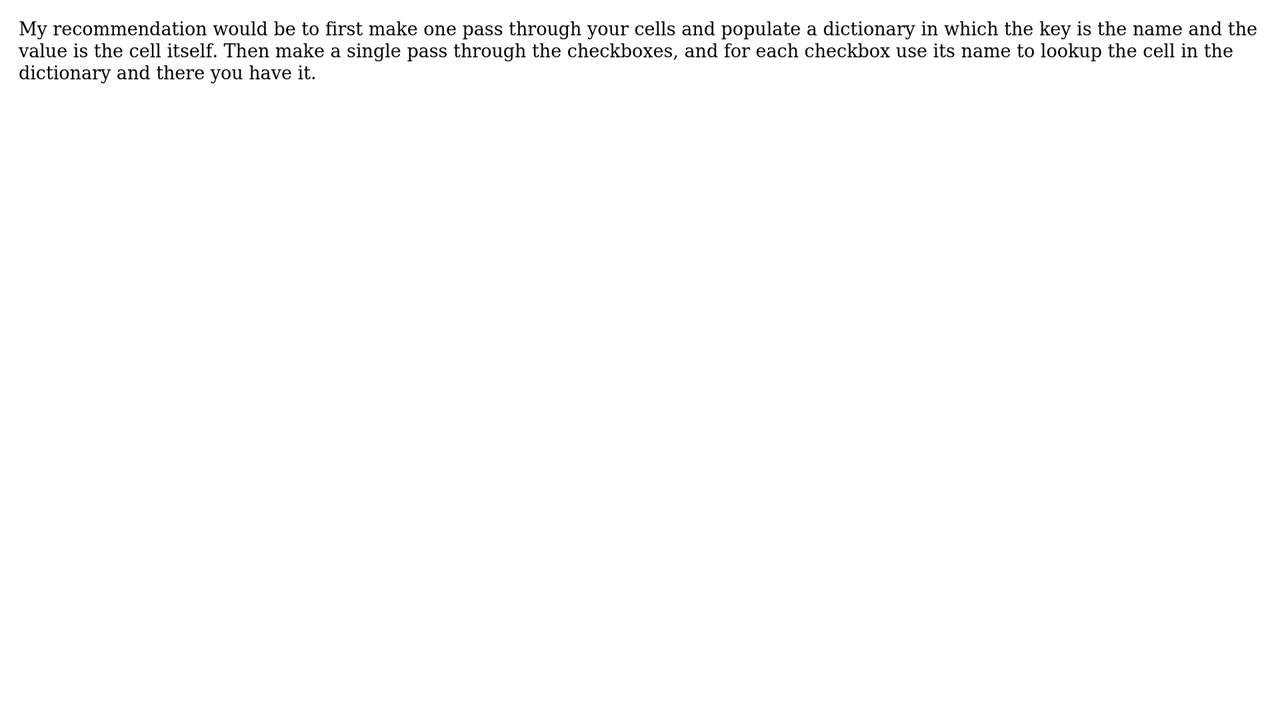 My recommendation would be to first make one pass through your cells and populate a dictionary in which the key is the name and the
value is the cell itself. Then make a single pass through the checkboxes, and for each checkbox use its name to lookup the cell in the
dictionary and there you have it.